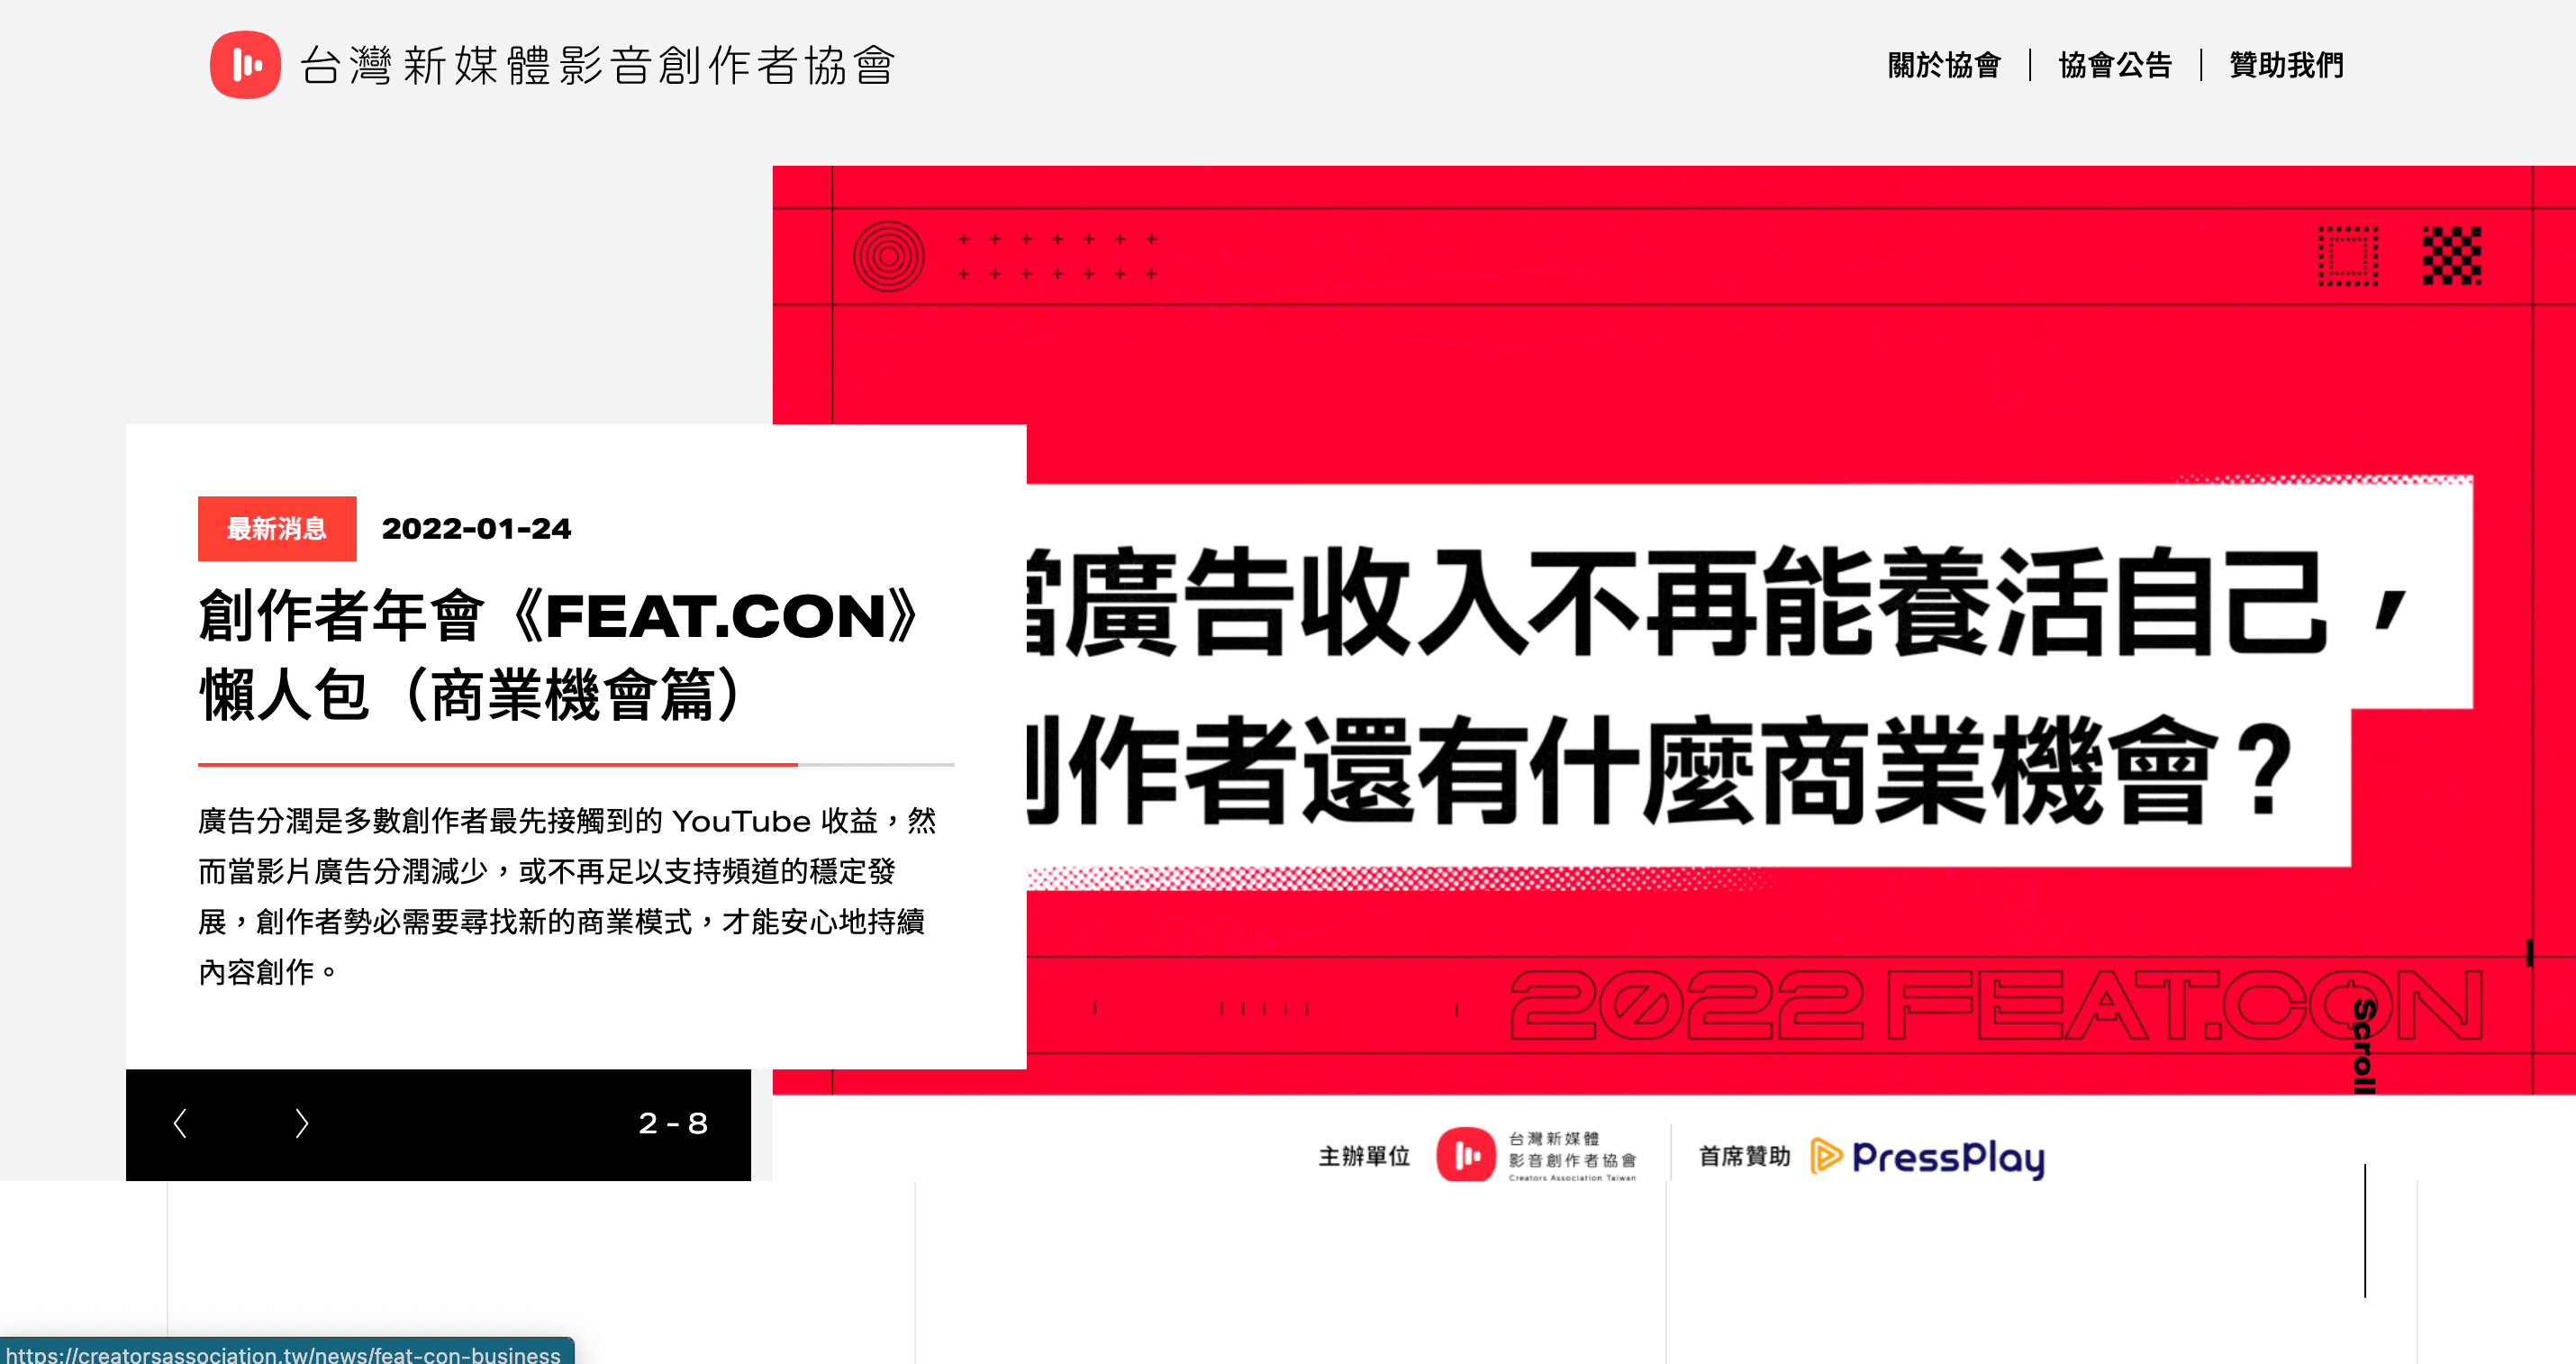 台灣新媒體影音創作者協會
關於協會
協會公告
贊助我們
最新消息
2022-01-24
創作者年會《FEAT.CON》
懶人包（商業機會篇）
廣告分潤是多數創作者最先接觸到的 YouTube 收益，然
而當影片廣告分潤減少，或不再足以支持頻道的穩定發
展，創作者勢必需要尋找新的商業模式，才能安心地持續
內容創作。
2 - 8
當廣告收入不再能養活自己，
創作者還有什麼商業機會？
2022 FEAT.CON
Scroll
主辦單位
台灣新媒體
影音創作者協會
Creators Association Taiwan
首席贊助
PressPlay
https://creatorsassociation.tw/news/feat-con-business